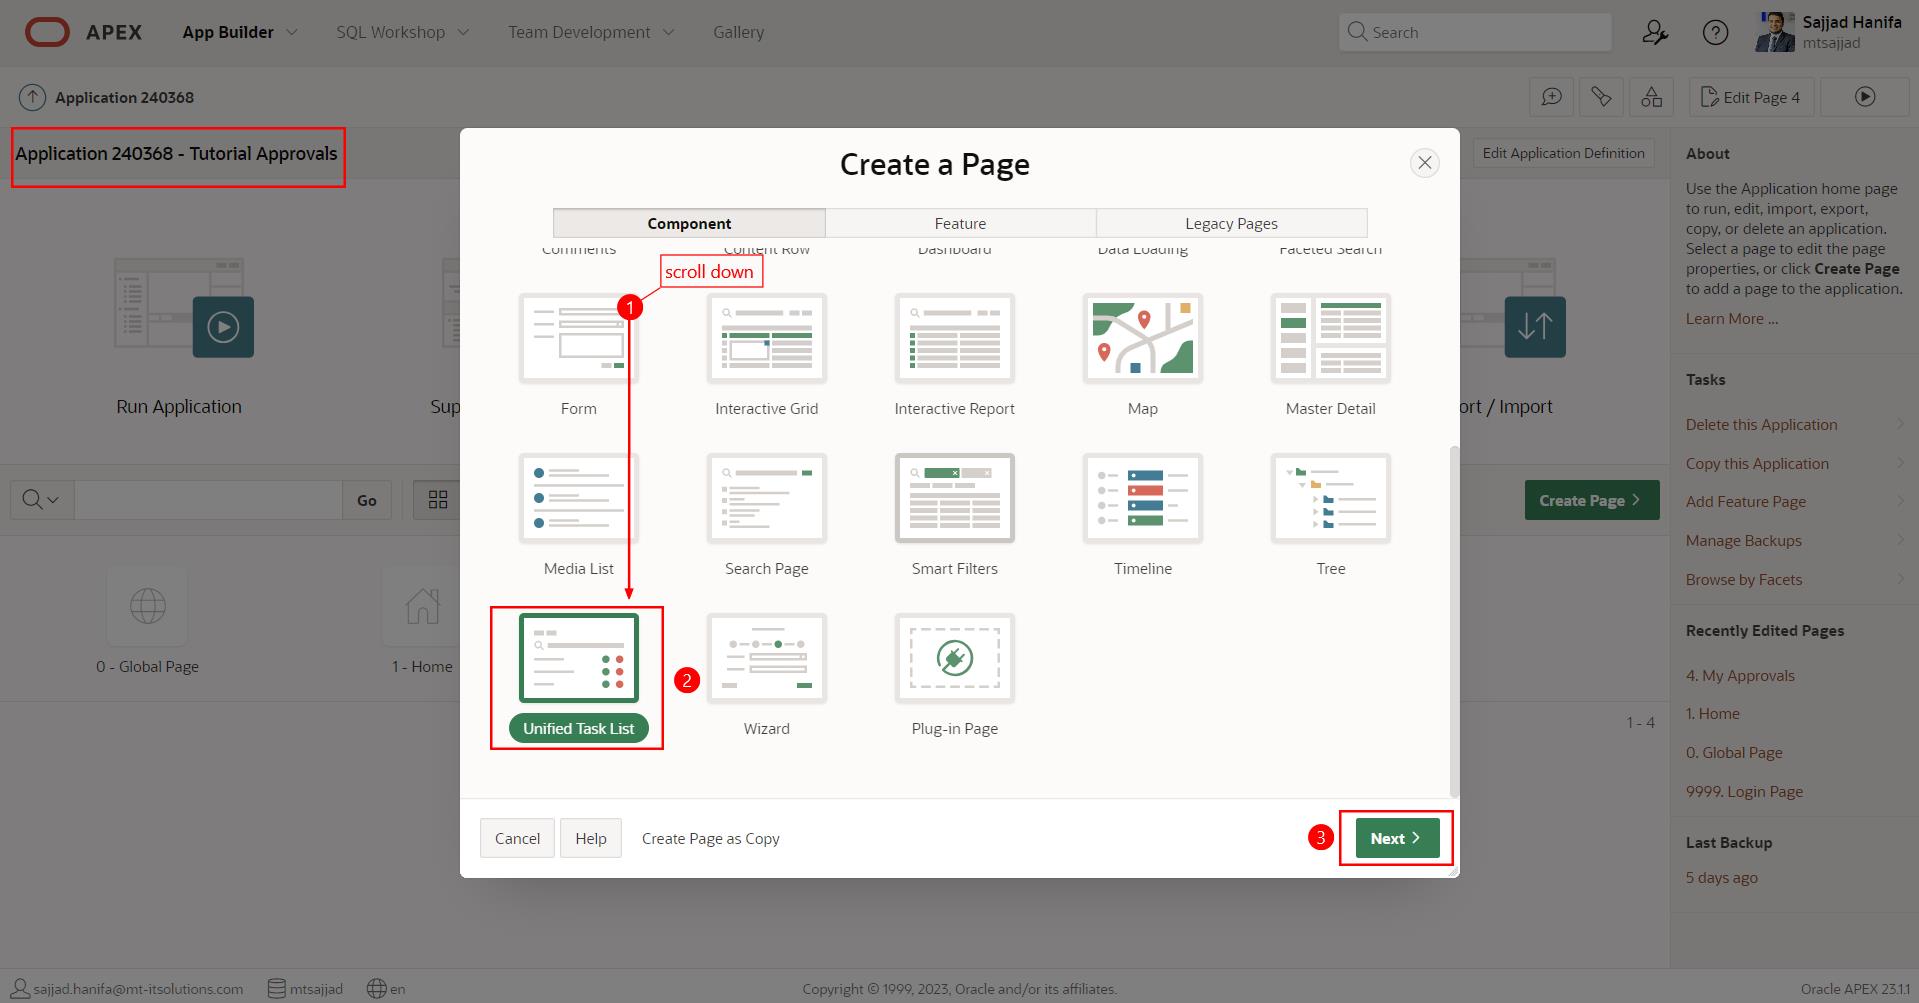 APEX
App Builder
SQL Workshop
Team Development
Gallery
Search
Sajjad Hanifa
mtsajjad
Application 240368
Edit Page 4
Application 240368 - Tutorial Approvals
Edit Application Definition
Run Application
Sup
ort / Import
Go
Create Page
0 - Global Page
1 - Home
1 - 4
Create a Page
Component
Feature
Legacy Pages
Comments
Content Row
Dashboard
Data Loading
Faceted Search
scroll down
1
Form
Interactive Grid
Interactive Report
Map
Master Detail
Media List
Search Page
Smart Filters
Timeline
Tree
Unified Task List
2
Wizard
Plug-in Page
Cancel
Help
Create Page as Copy
3
Next
About
Use the Application home page
to run, edit, import, export,
copy, or delete an application.
Select a page to edit the page
properties, or click Create Page
to add a page to the application.
Learn More ...
Tasks
Delete this Application
Copy this Application
Add Feature Page
Manage Backups
Browse by Facets
Recently Edited Pages
4. My Approvals
1. Home
0. Global Page
9999. Login Page
Last Backup
5 days ago
sajjad.hanifa@mt-itsolutions.com
mtsajjad
en
Copyright © 1999, 2023, Oracle and/or its affiliates.
Oracle APEX 23.1.1